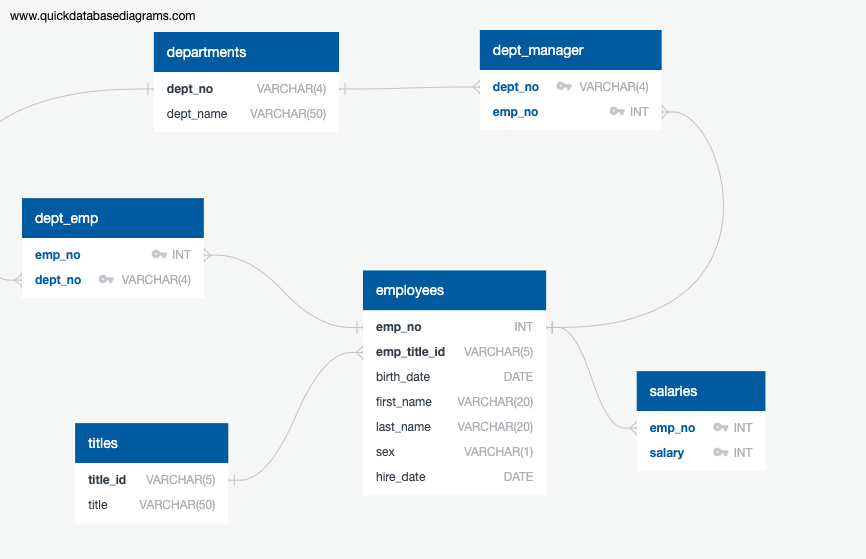 www.quickdatabasediagrams.com
departments
dept_no VARCHAR(4)
dept_name VARCHAR(50)
dept_manager
dept_no VARCHAR(4)
emp_no INT
dept_emp
emp_no INT
dept_no VARCHAR(4)
employees
emp_no INT
emp_title_id VARCHAR(5)
birth_date DATE
first_name VARCHAR(20)
last_name VARCHAR(20)
sex VARCHAR(1)
hire_date DATE
salaries
emp_no INT
salary INT
titles
title_id VARCHAR(5)
title VARCHAR(50)